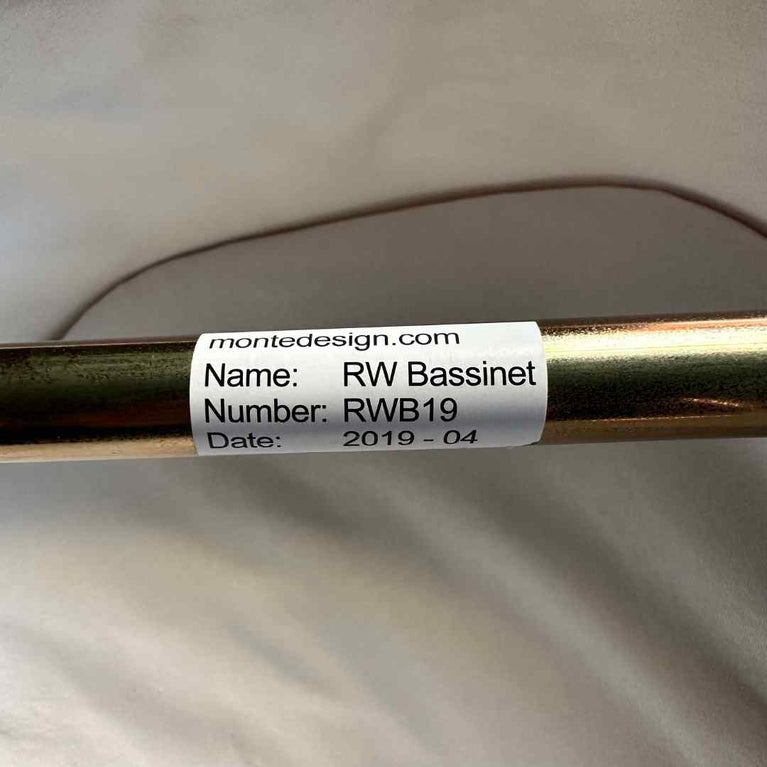 montedesign.com
Name: RW Bassinet
Number: RWB19
Date: 2019 - 04